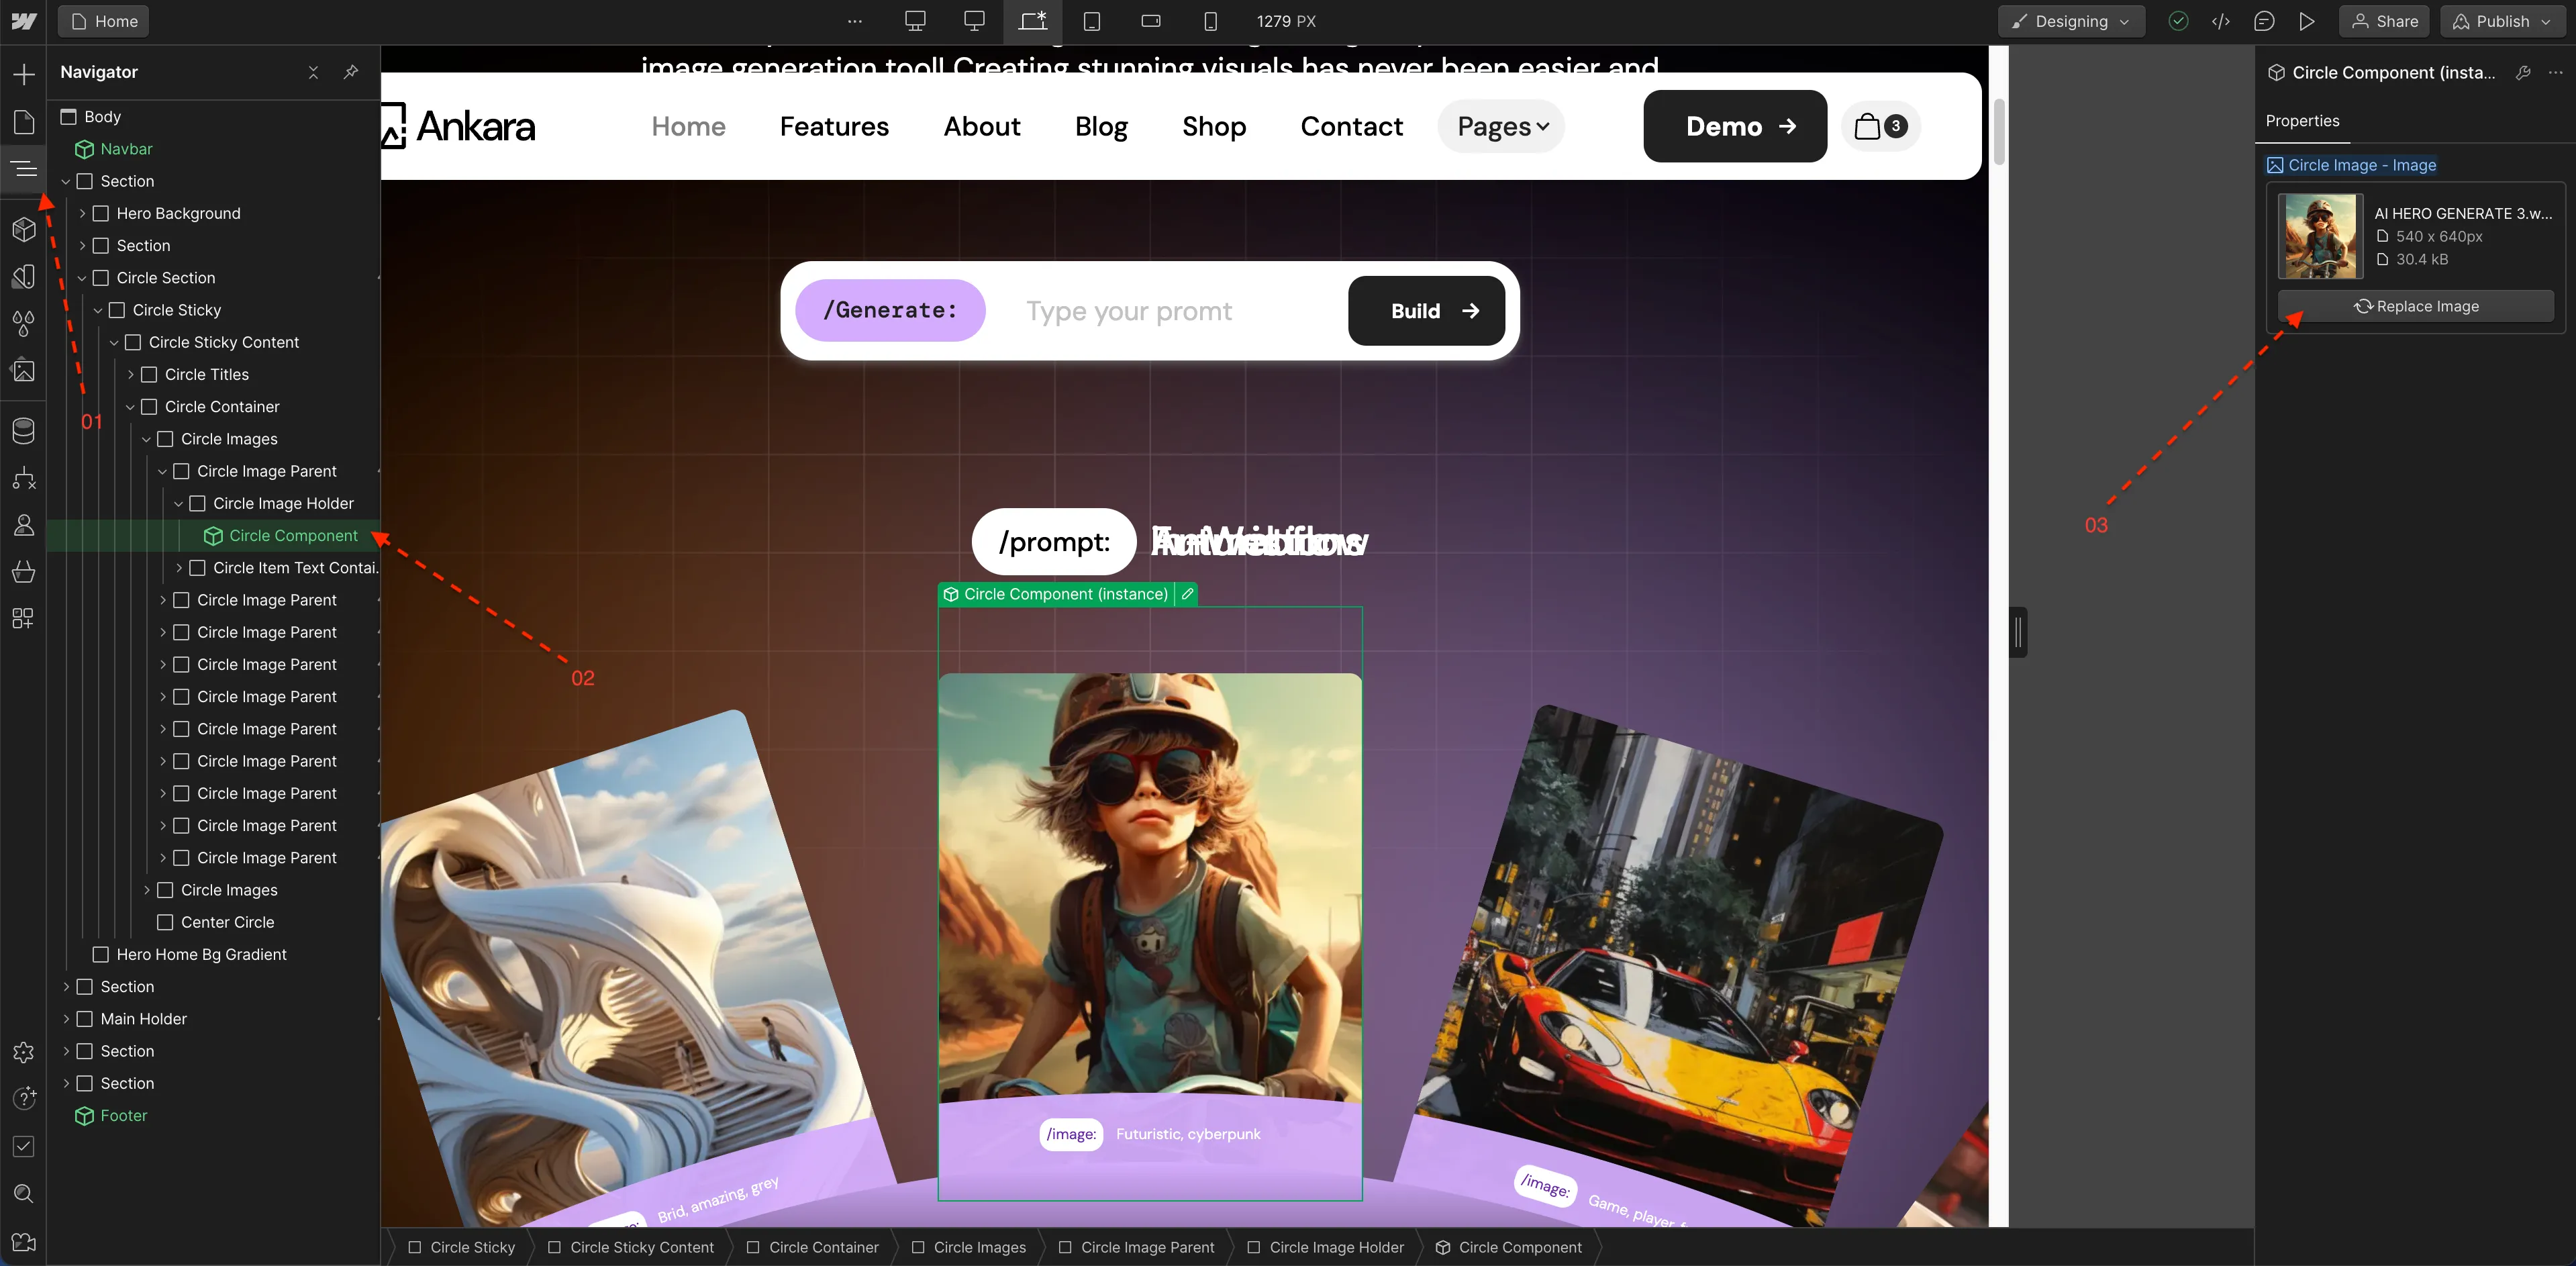 Home
1279 PX
Designing
Share
Publish
Navigator
Body
Navbar
Section
Hero Background
Section
Circle Section
Circle Sticky
Circle Sticky Content
Circle Titles
Circle Container
01
Circle Images
Circle Image Parent
Circle Image Holder
Circle Component
Circle Item Text Contai.
Circle Image Parent
Circle Image Parent
Circle Image Parent
Circle Image Parent
Circle Image Parent
Circle Image Parent
Circle Image Parent
Circle Image Parent
Circle Image Parent
Circle Images
Center Circle
Hero Home Bg Gradient
Section
Main Holder
Section
Section
Footer
02
image generation tool! Creating stunning visuals has never been easier and
Ankara
Home Features About Blog Shop Contact Pages
Demo → 3
/Generate: Type your promt Build →
/prompt:
Circle Component (instance)
/image: Futuristic, cyberpunk
Brid, amazing, grey
/image: Game, player,
Circle Sticky Circle Sticky Content Circle Container Circle Images Circle Image Parent Circle Image Holder Circle Component
Circle Component (insta...
Properties
Circle Image - Image
AI HERO GENERATE 3.w...
540 x 640px
30.4 kB
Replace Image
03